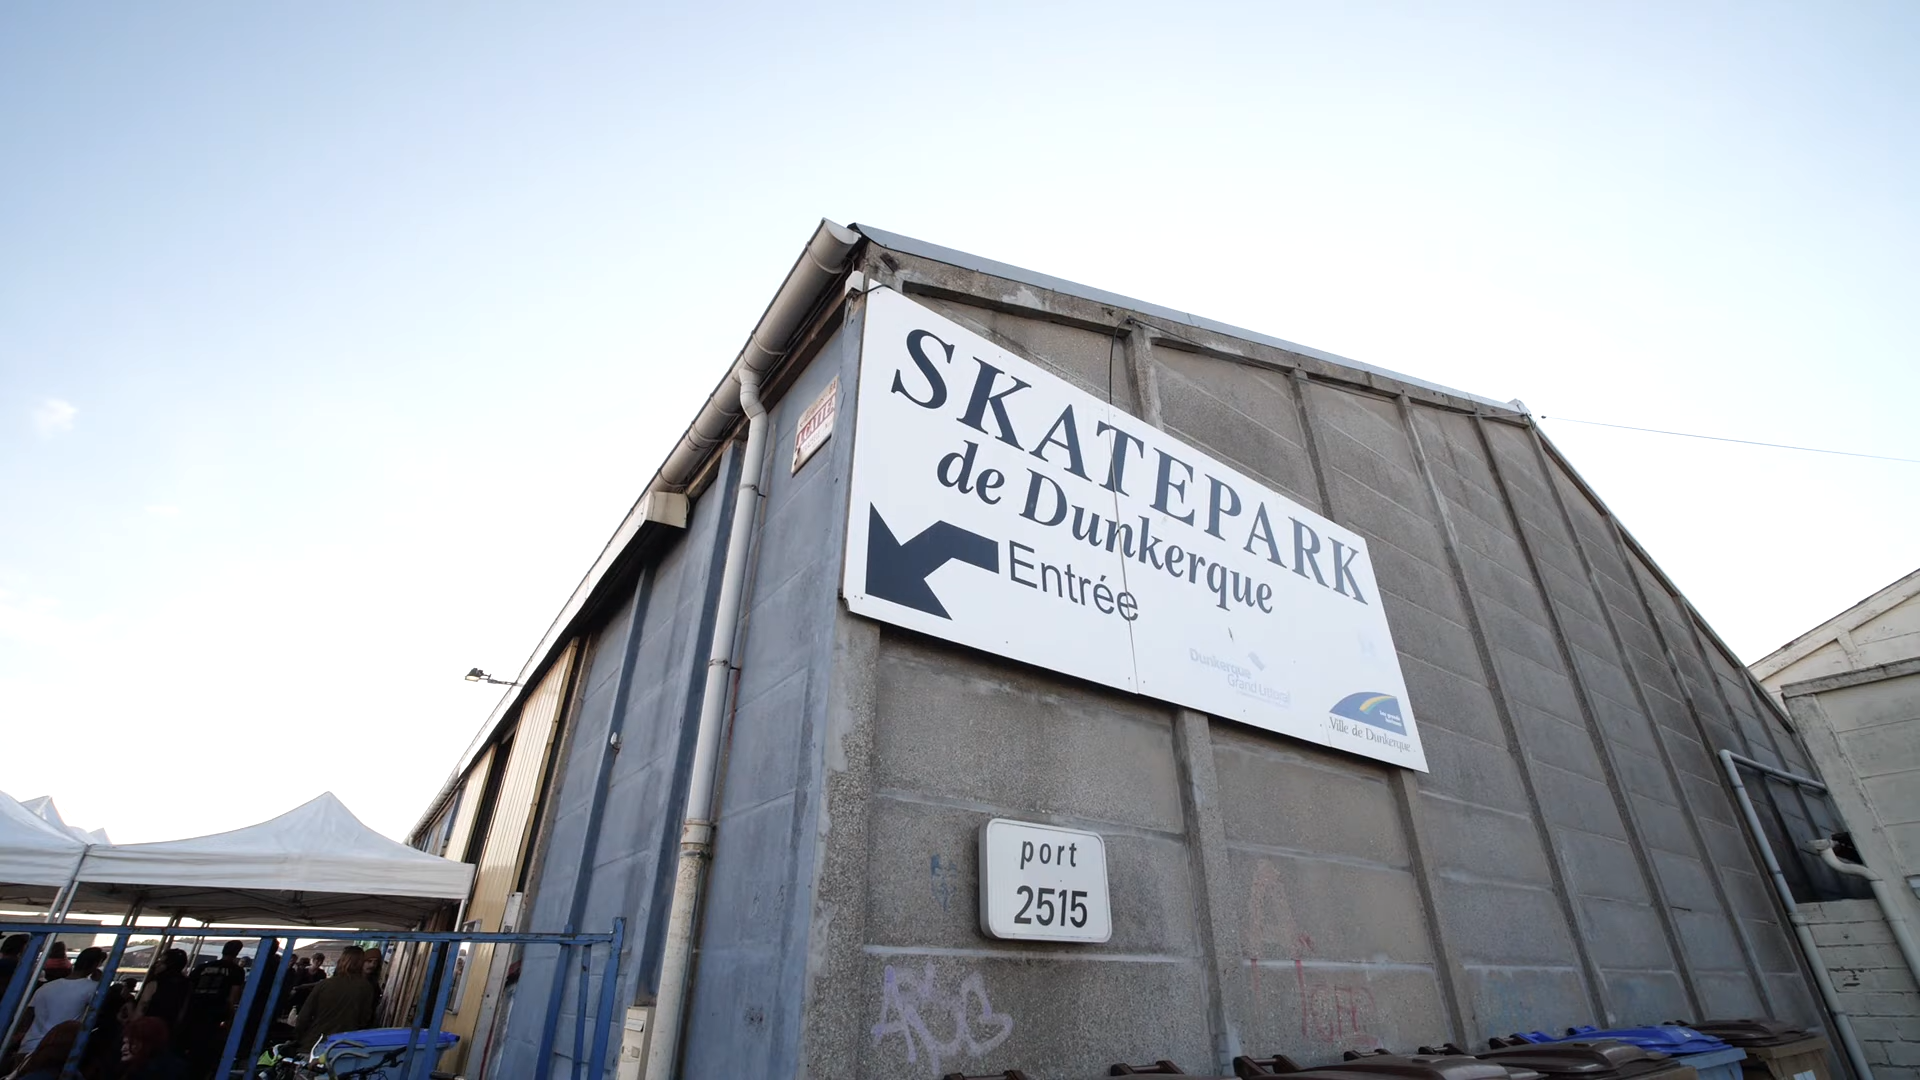 SKATEPARK
de Dunkerque
Entrée
Dunkerque
Grand Littoral
Ville de Dunkerque
port
2515